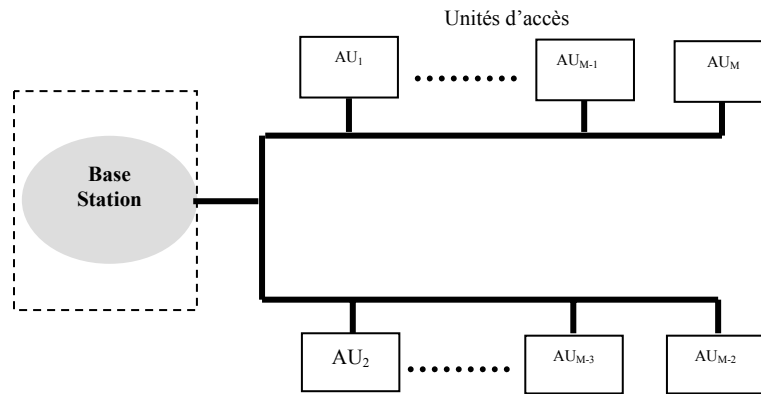 Unités d’accès
AU₁
AUM-1
AUM
Base
Station
AU₂
AUM-3
AUM-2